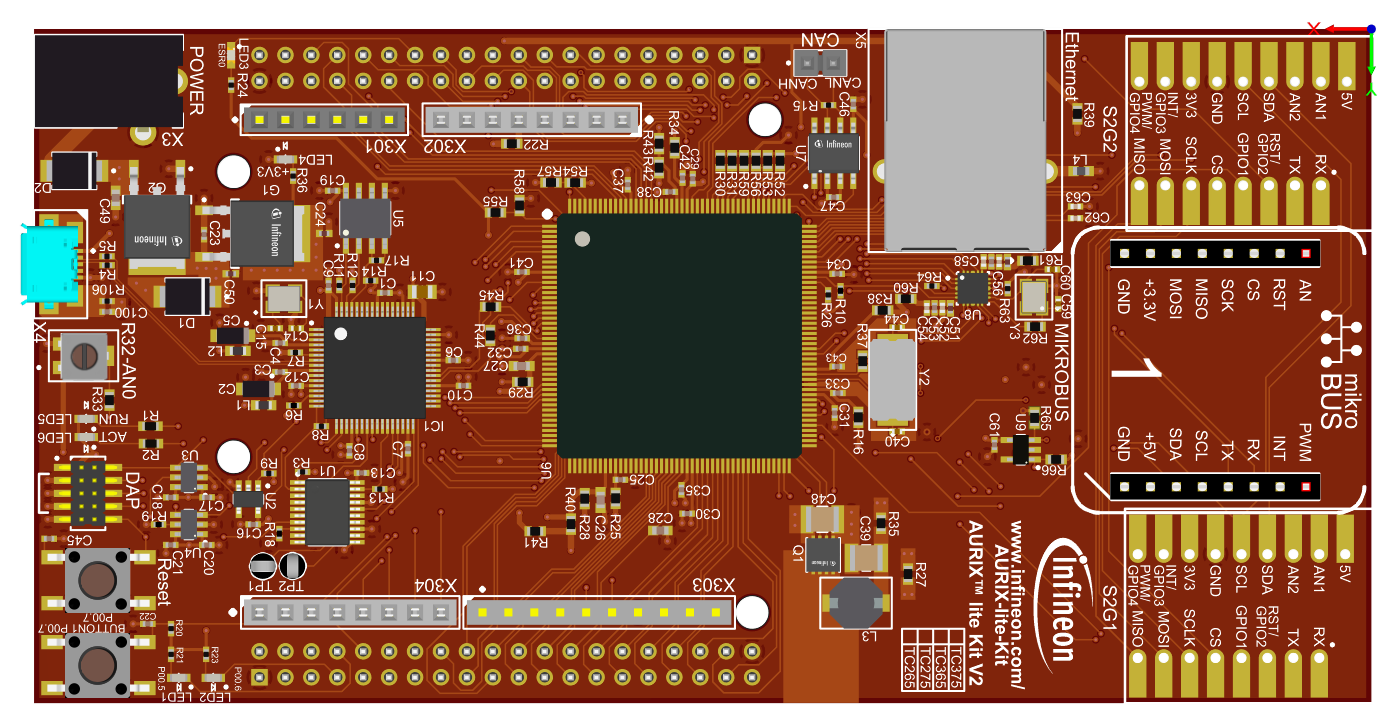 X
Y
POWER
X3
LED3
ESR0
R24
X301
X302
R22
LED4
+3V3
R36
CAN
CANH
CANL
X5
C46
R15
U7
Infineon
C47
Ethernet
R39
L4
C63
C62
S2G2
5V
AN1
AN2
SDA
SCL
GND
3V3
INT/
GPIO3
PWM/
GPIO4
RX
TX
RST/
GPIO2
GPIO1
CS
SCLK
MOSI
MISO
D2
C49
G2
Infineon
C23
G1
Infineon
C24
C19
U5
R17
R14
R12
R11
C9
C1
C11
C50
D1
R5
R4
R106
C100
X4
Y1
C5
L2
C15
C14
R7
C4
C3
C12
C2
L1
R6
R8
IC1
C6
C10
C7
C8
R32-AN0
R33
LED5
RUN
LED6
ACT
R1
R2
R34
R43
R42
C42
C29
C37
C38
R57
R54
R58
R55
R30
R31
R59
R56
R53
R52
C41
R45
R44
C36
C32
C27
R29
U6
C34
R10
R26
R38
R60
R64
C44
R37
C43
C33
C31
R16
Y2
C40
C58
C56
U8
C54
C53
C52
C51
R61
R63
Y3
R62
C60
C59
MIKROBUS
AN
RST
CS
SCK
MISO
MOSI
+3.3V
GND
1
mikro
BUS
PWM
INT
RX
TX
SCL
SDA
+5V
GND
C61
U9
R65
R66
DAP
U3
C17
C18
R19
U4
C21
C20
C45
R9
R3
U1
U2
C16
R18
C13
R13
TP1
TP2
R41
R40
R28
C26
R25
C25
C35
C30
C28
C48
C39
R35
Q1
R27
L3
Reset
BUTTON1
P00.7
P00.7
C22
R20
R21
R23
P00.5
P00.6
LED1
LED2
X304
X303
www.infineon.com/
AURIX-lite-Kit
AURIX™ lite Kit V2
TC375
TC365
TC275
TC265
Infineon
S2G1
5V
AN1
AN2
SDA
SCL
GND
3V3
INT/
GPIO3
PWM/
GPIO4
RX
TX
RST/
GPIO2
GPIO1
CS
SCLK
MOSI
MISO